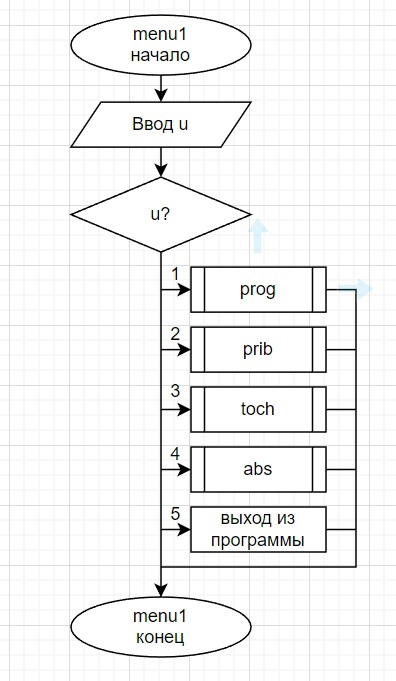 menu1
начало
Ввод u
u?
1
prog
2
prib
3
toch
4
abs
5
выход из
программы
menu1
конец